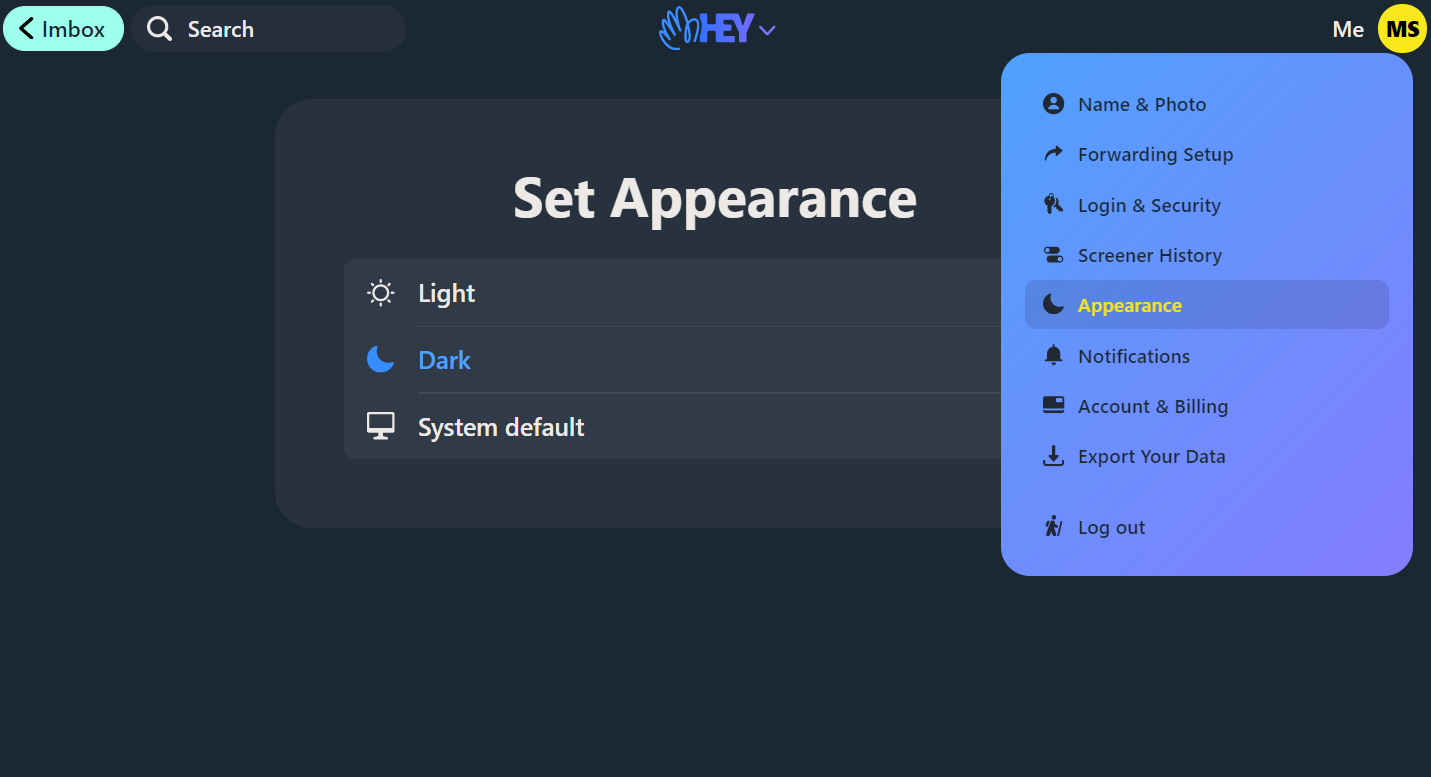 Imbox
Search
HEY
Me
MS
Set Appearance
Light
Dark
System default
Name & Photo
Forwarding Setup
Login & Security
Screener History
Appearance
Notifications
Account & Billing
Export Your Data
Log out